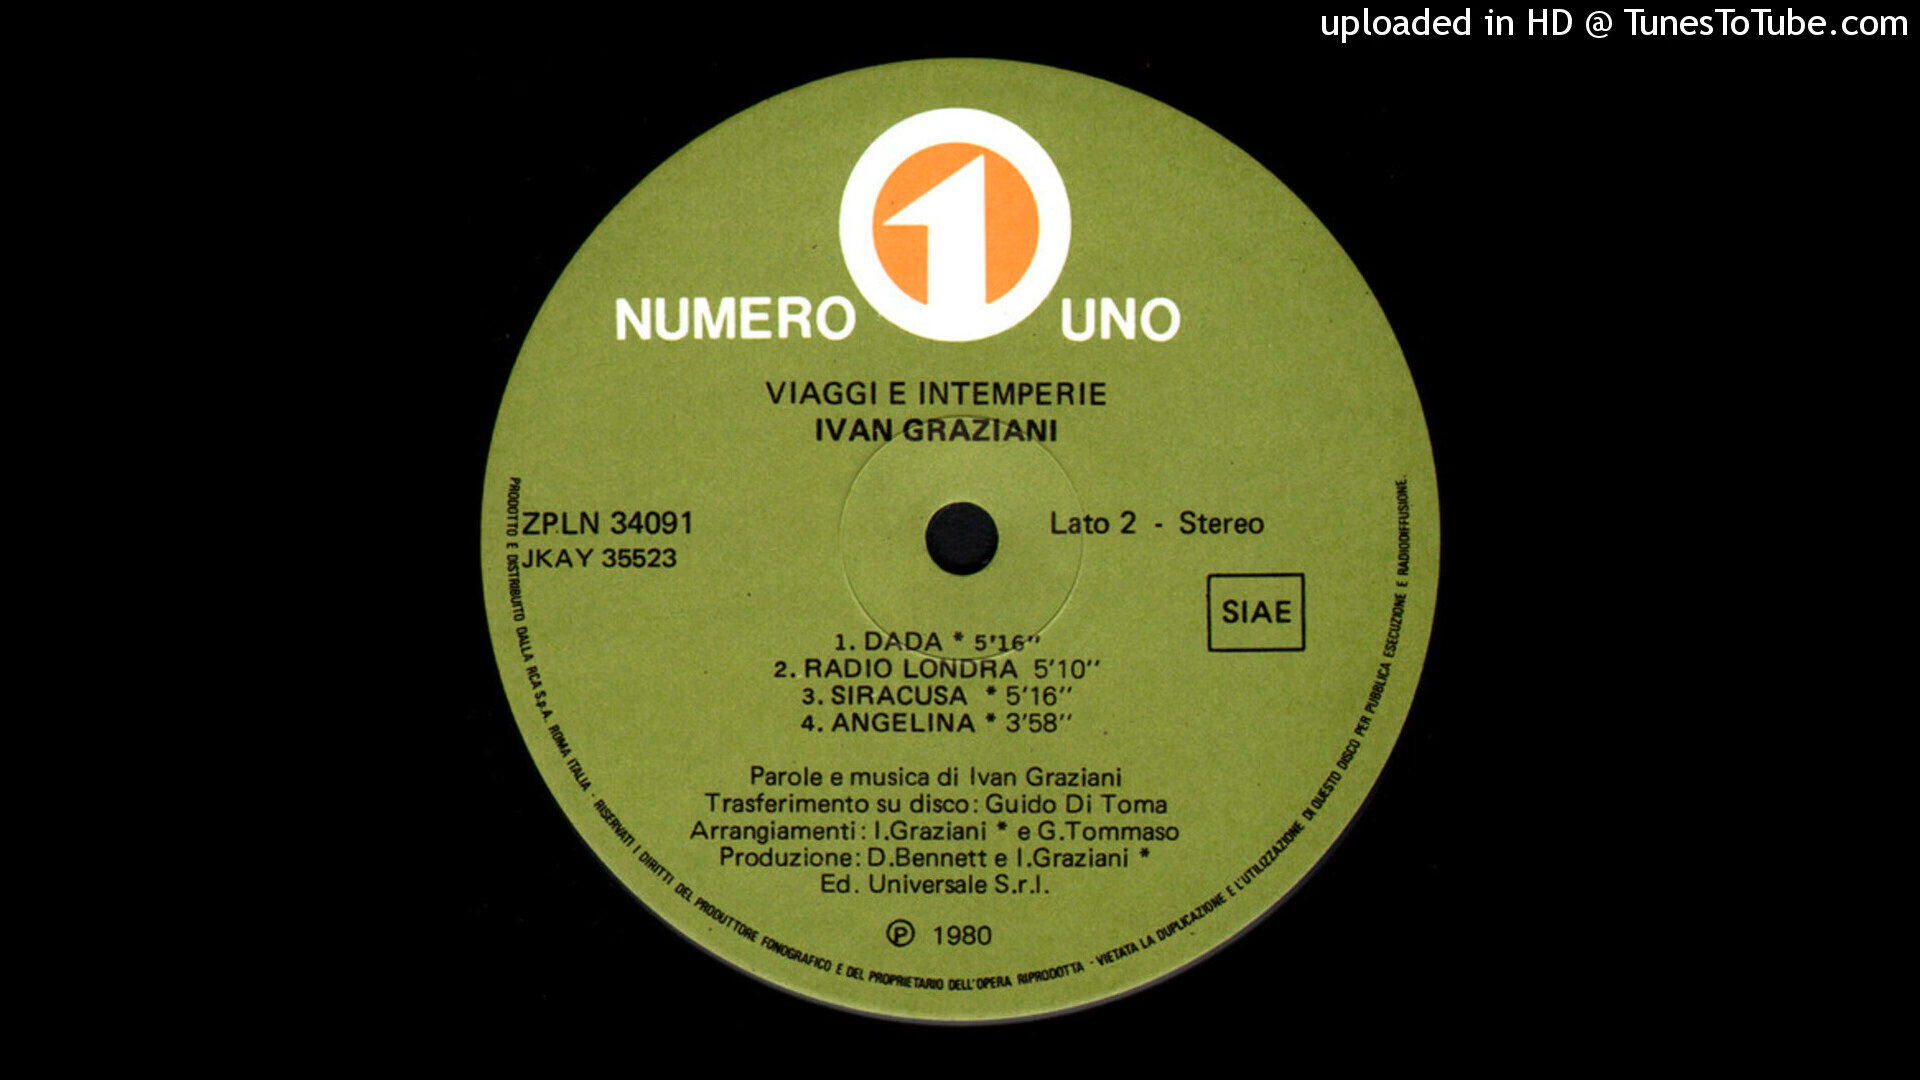 uploaded in HD @ TunesToTube.com
1
NUMERO UNO
VIAGGI E INTEMPERIE
IVAN GRAZIANI
ZPLN 34091
JKAY 35523
Lato 2 - Stereo
SIAE
1. DADA * 5'16''
2. RADIO LONDRA 5'10''
3. SIRACUSA * 5'16''
4. ANGELINA * 3'58''
Parole e musica di Ivan Graziani
Trasferimento su disco: Guido Di Toma
Arrangiamenti: I.Graziani * e G.Tommaso
Produzione: D.Bennett e I.Graziani *
Ed. Universale S.r.l.
℗ 1980
PRODOTTO E DISTRIBUITO DALLA RCA S.p.A. ROMA ITALIA - RISERVATI I DIRITTI DEL PRODUTTORE FONOGRAFICO E DEL PROPRIETARIO DELL'OPERA RIPRODOTTA - VIETATA LA DUPLICAZIONE E L'UTILIZZAZIONE DI QUESTO DISCO PER PUBBLICA ESECUZIONE E RADIODIFFUSIONE.